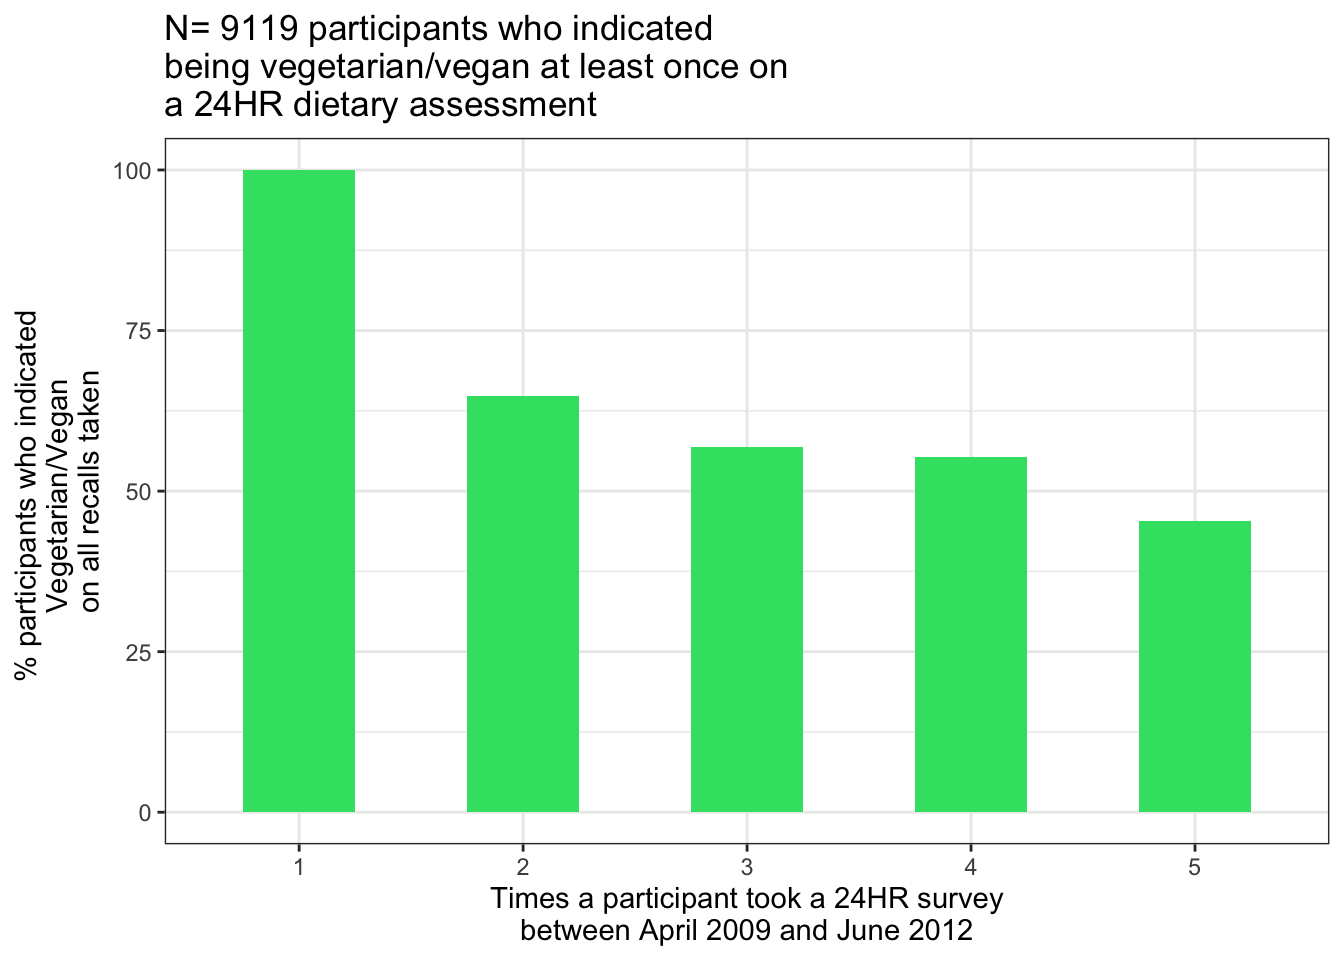 N= 9119 participants who indicated
being vegetarian/vegan at least once on
a 24HR dietary assessment
% participants who indicated
Vegetarian/Vegan
on all recalls taken
100
75
50
25
0
1 2 3 4 5
Times a participant took a 24HR survey
between April 2009 and June 2012